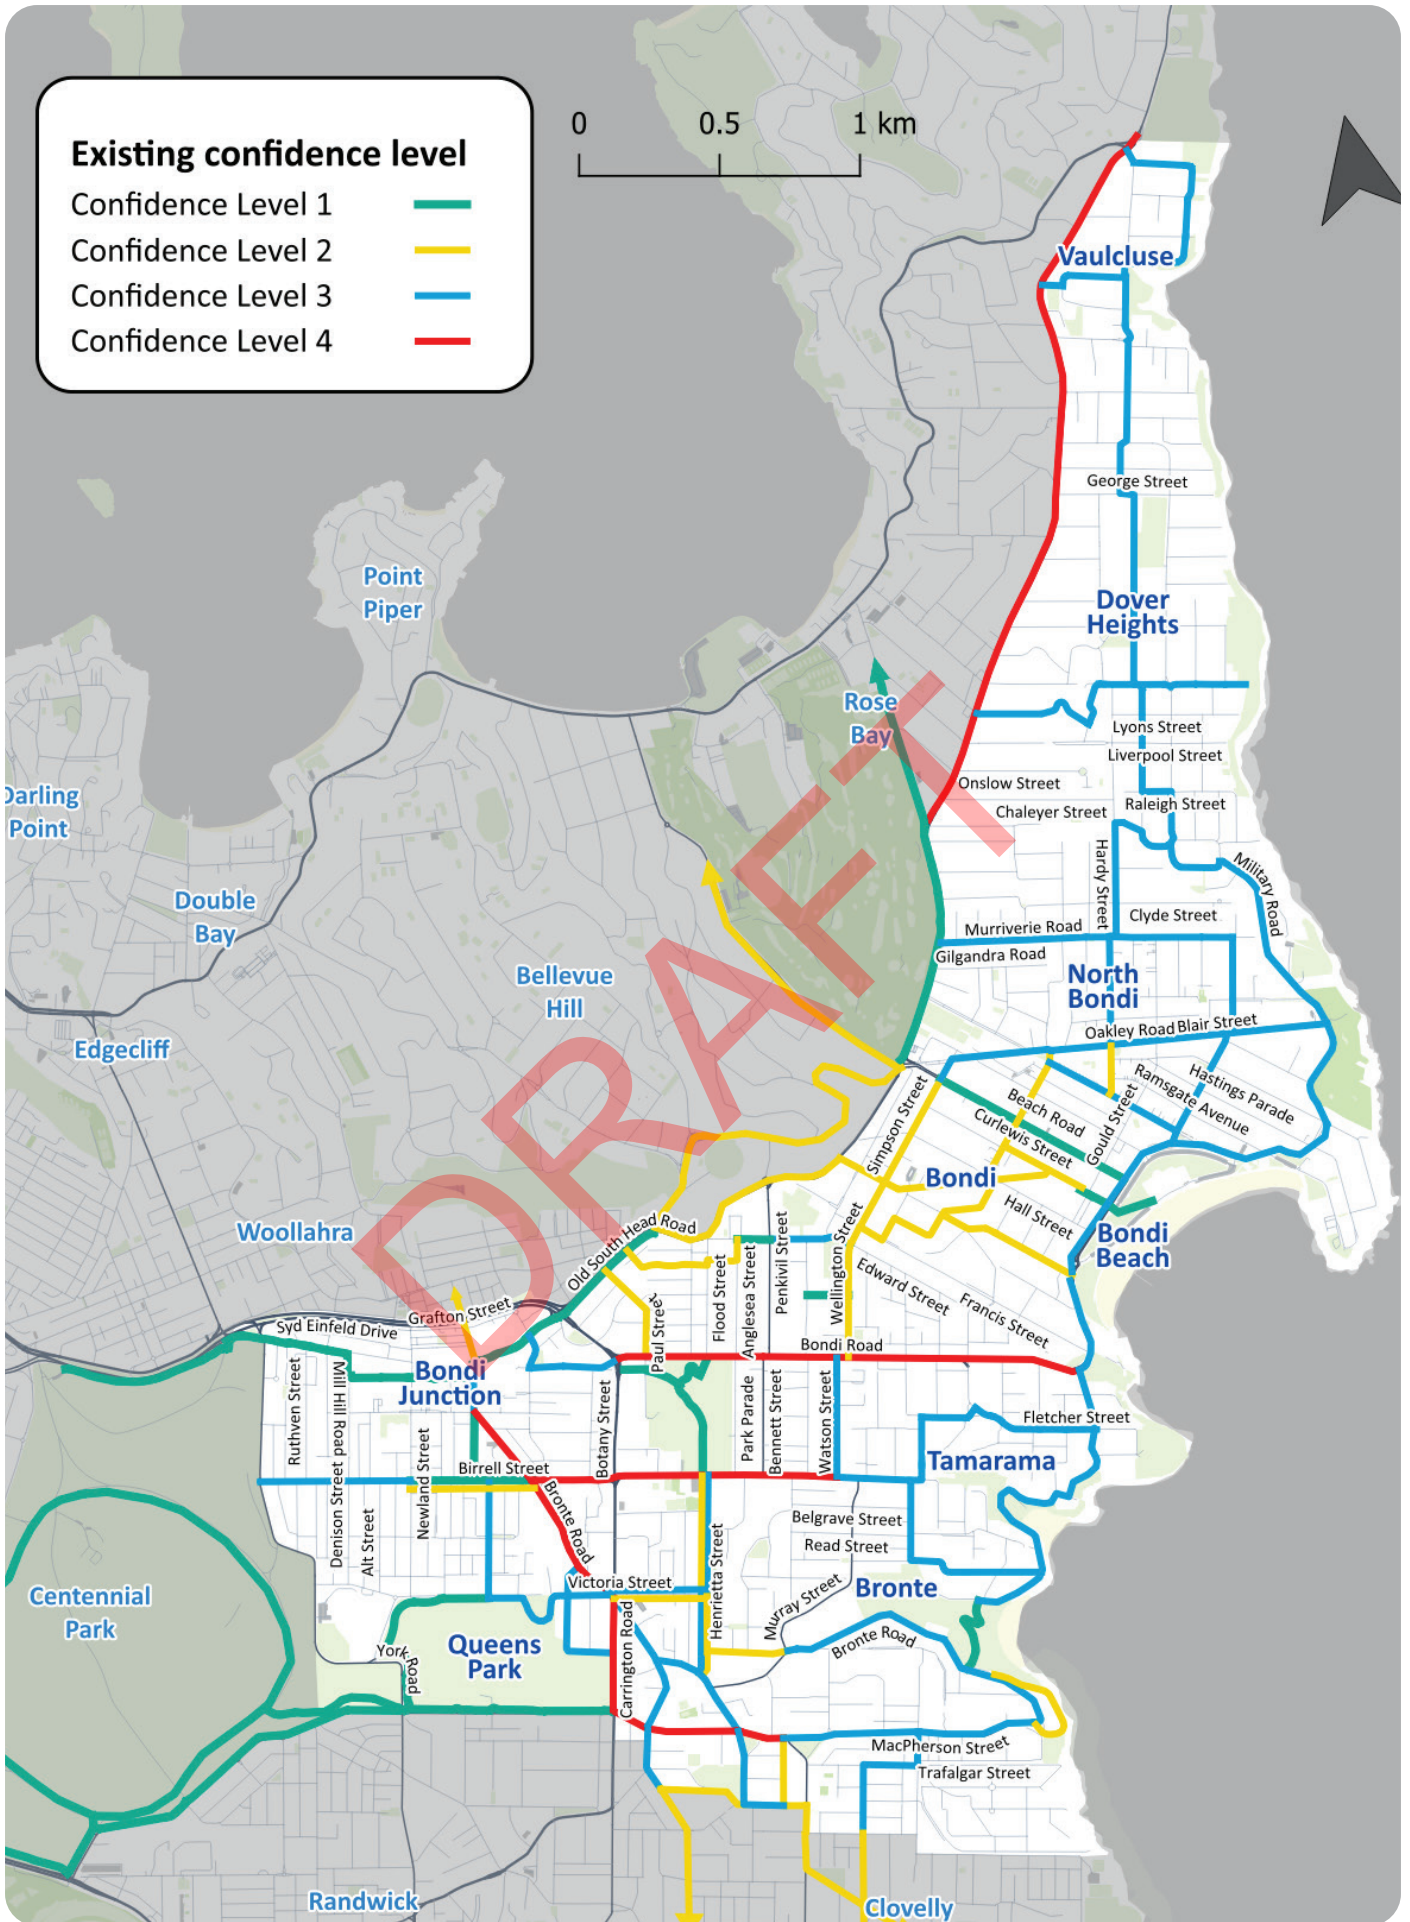 Existing confidence level
Confidence Level 1
Confidence Level 2
Confidence Level 3
Confidence Level 4
0 0.5 1 km
Vaulcluse
George Street
Point
Piper
Dover
Heights
Rose
Bay
Lyons Street
Liverpool Street
Onslow Street
Raleigh Street
Chaleyer Street
Darling
Point
Hardy Street
Military Road
Double
Bay
Clyde Street
Murriverie Road
Gilgandra Road
North
Bondi
Bellevue
Hill
Oakley Road
Blair Street
Edgecliff
Hastings Parade
Ramsgate Avenue
Beach Road
Gould Street
Curlewis Street
Simpson Street
Bondi
Hall Street
Bondi
Beach
Woollahra
Old South Head Road
Penkivil Street
Wellington Street
Anglesea Street
Flood Street
Edward Street
Francis Street
Paul Street
Grafton Street
Syd Einfeld Drive
Bondi Road
Bondi
Junction
Ruthven Street
Mill Hill Road
Denison Street
Newland Street
Alt Street
Botany Street
Park Parade
Bennett Street
Watson Street
Fletcher Street
Tamarama
Birrell Street
Bronte Road
Belgrave Street
Read Street
Henrietta Street
Victoria Street
Murray Street
Bronte
Bronte Road
Centennial
Park
York Road
Queens
Park
Carrington Road
MacPherson Street
Trafalgar Street
Randwick
Clovelly
DRAFT